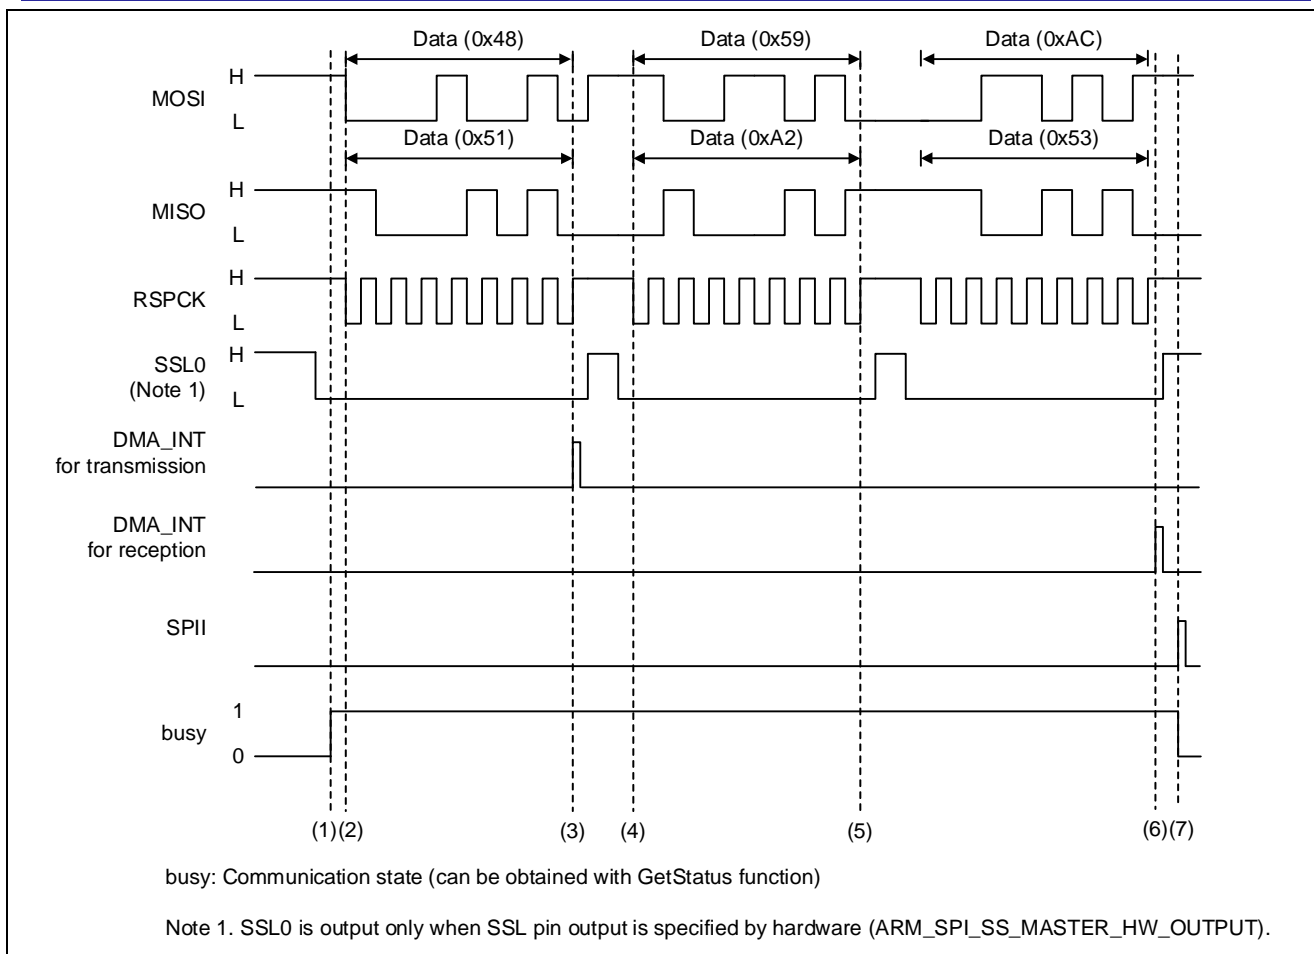 Data (0x48) Data (0x59) Data (0xAC)
H
MOSI
L
Data (0x51) Data (0xA2) Data (0x53)
H
MISO
L
H
RSPCK
L
H
SSL0
(Note 1)
L
DMA_INT
for transmission
DMA_INT
for reception
SPII
1
busy
0
(1) (2) (3) (4) (5) (6) (7)
busy: Communication state (can be obtained with GetStatus function)
Note 1. SSL0 is output only when SSL pin output is specified by hardware (ARM_SPI_SS_MASTER_HW_OUTPUT).